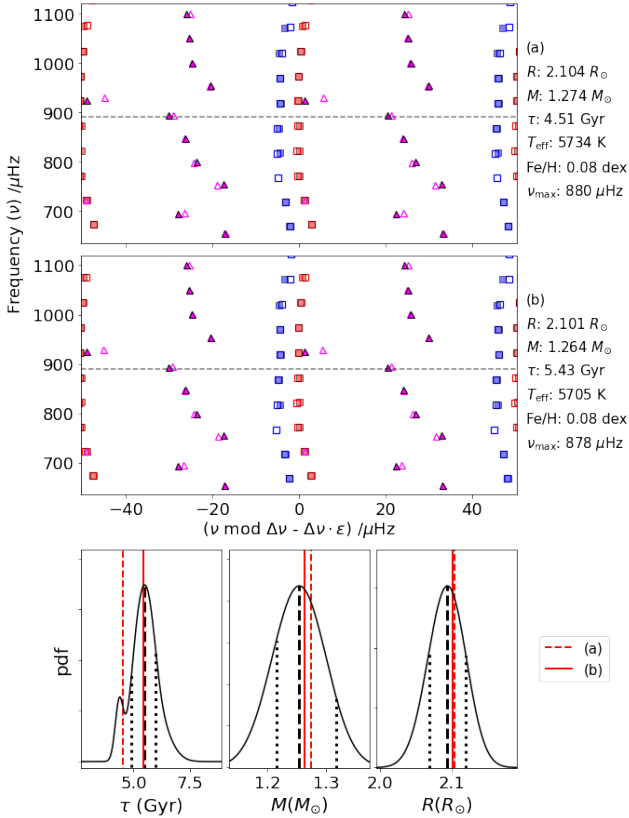 1100
1000
900
800
700
(a)
R: 2.104 R⊙
M: 1.274 M⊙
τ: 4.51 Gyr
Teff: 5734 K
Fe/H: 0.08 dex
νmax: 880 μHz
Frequency (ν) /μHz
1100
1000
900
800
700
(b)
R: 2.101 R⊙
M: 1.264 M⊙
τ: 5.43 Gyr
Teff: 5705 K
Fe/H: 0.08 dex
νmax: 878 μHz
−40 −20 0 20 40
(ν mod Δν - Δν·ε) /μHz
pdf
(a)
(b)
5.0 7.5 1.2 1.3 2.0 2.1
τ (Gyr) M(M⊙) R(R⊙)